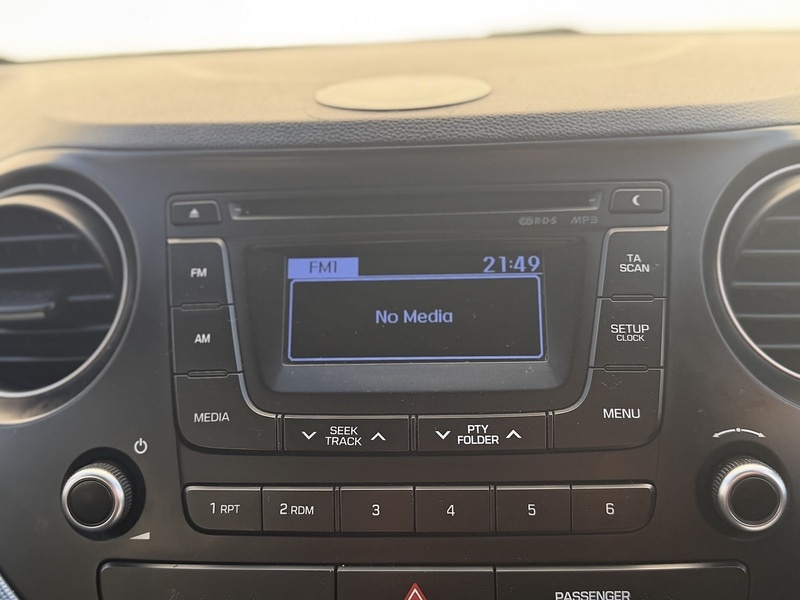 RDS MP3
FM
FM1 21:49
TA
SCAN
No Media
AM
SETUP
CLOCK
MEDIA
SEEK
TRACK
PTY
FOLDER
MENU
1 RPT
2 RDM
3
4
5
6
PASSENGER